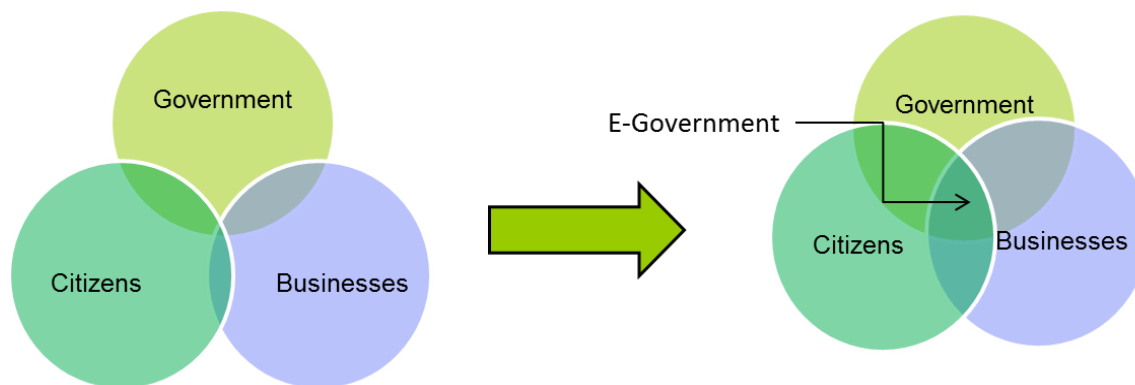 Government
Citizens
Businesses
E-Government
Government
Citizens
Businesses